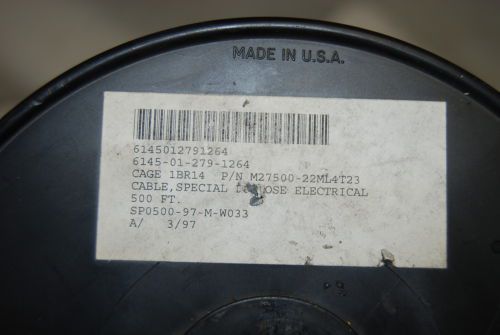 MADE IN U.S.A.
6145012791264
6145-01-279-1264
CAGE 1BR14 P/N M27500-22ML4T23
CABLE,SPECIAL ELECTRICAL
500 FT.
SP0500-97-M-W033
A/ 3/97